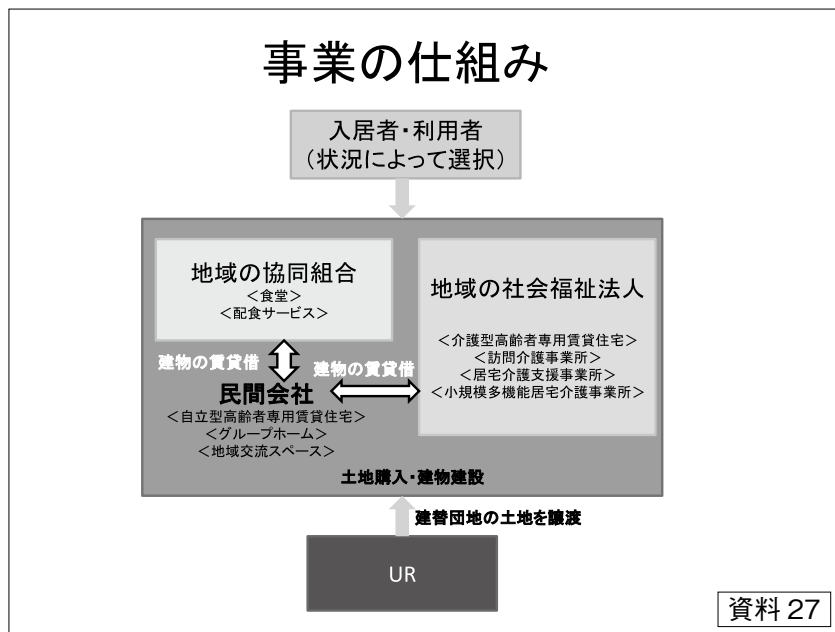 事業の仕組み
入居者・利用者
（状況によって選択）
地域の協同組合
＜食堂＞
＜配食サービス＞
地域の社会福祉法人
＜介護型高齢者専用賃貸住宅＞
＜訪問介護事業所＞
＜居宅介護支援事業所＞
＜小規模多機能居宅介護事業所＞
建物の賃貸借
建物の賃貸借
民間会社
＜自立型高齢者専用賃貸住宅＞
＜グループホーム＞
＜地域交流スペース＞
土地購入・建物建設
建替団地の土地を譲渡
UR
資料 27